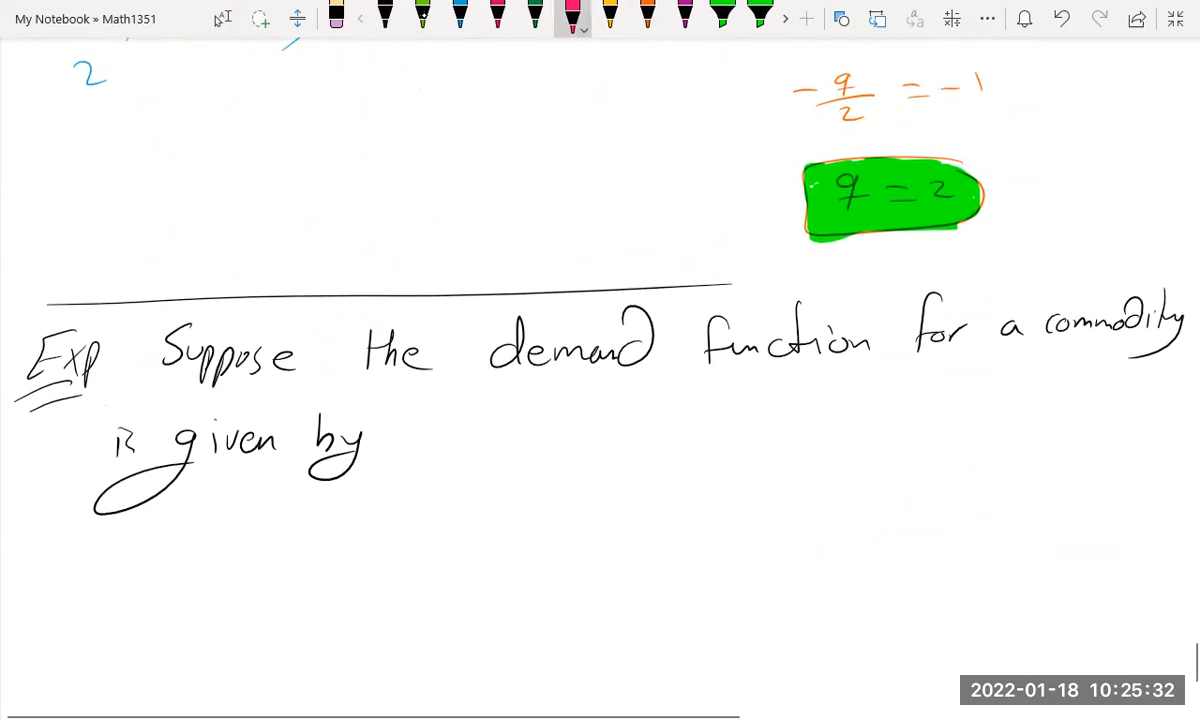 My Notebook » Math1351
2
- q/2 = -1
q = 2
Exp Suppose the demand function for a commodity
is given by
2022-01-18 10:25:32